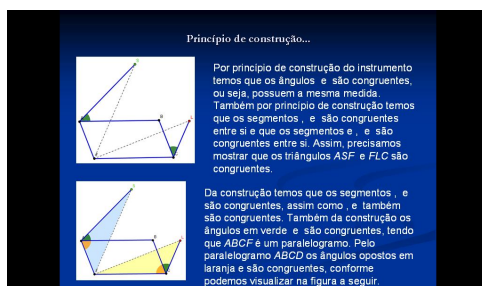 Princípio de construção...
Por princípio de construção do instrumento
temos que os ângulos e são congruentes,
ou seja, possuem a mesma medida.
Também por princípio de construção temos
que os segmentos , e são congruentes
entre si e que os segmentos e , e são
congruentes entre si. Assim, precisamos
mostrar que os triângulos ASF e FLC são
congruentes.
Da construção temos que os segmentos , e
são congruentes, assim como , e também
são congruentes. Também da construção os
ângulos em verde e são congruentes, tendo
que ABCF é um paralelogramo. Pelo
paralelogramo ABCD os ângulos opostos em
laranja e são congruentes, conforme
podemos visualizar na figura a seguir.